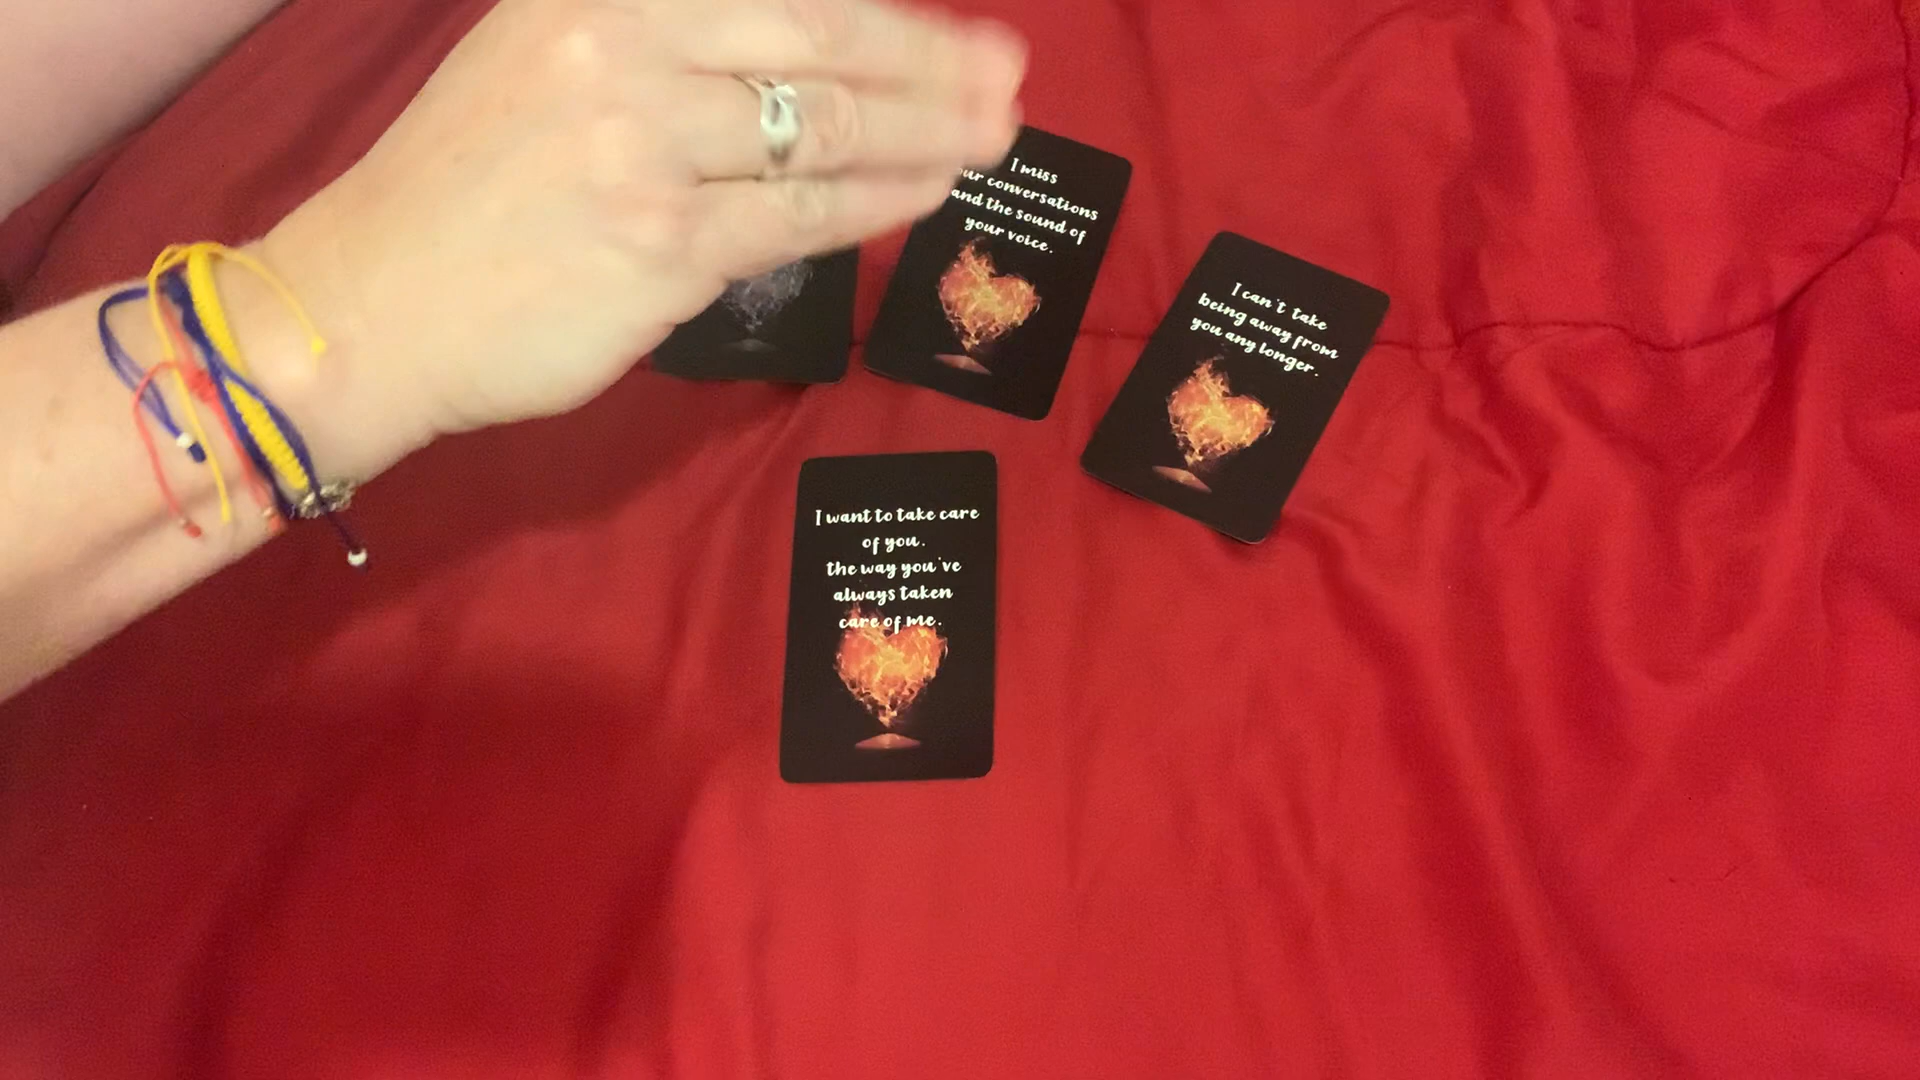 I miss
conversations
and the sound of
your voice.
I can't take
being away from
you any longer.
I want to take care
of you.
the way you've
always taken
care of me.